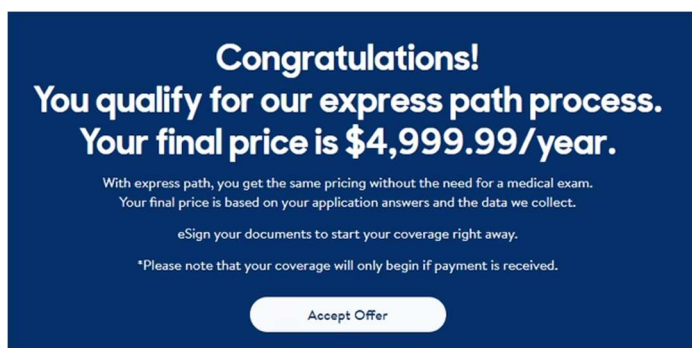 Congratulations!
You qualify for our express path process.
Your final price is $4,999.99/year.
With express path, you get the same pricing without the need for a medical exam.
Your final price is based on your application answers and the data we collect.
eSign your documents to start your coverage right away.
*Please note that your coverage will only begin if payment is received.
Accept Offer